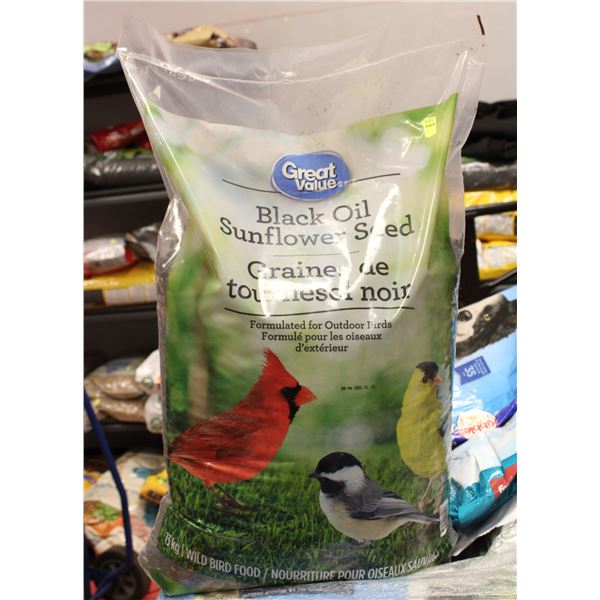 Great
Value
Black Oil
Sunflower Seed
Graines de
tournesol noir
Formulated for Outdoor Birds
Formulé pour les oiseaux
d'extérieur
kg | WILD BIRD FOOD / NOURRITURE POUR OISEAUX